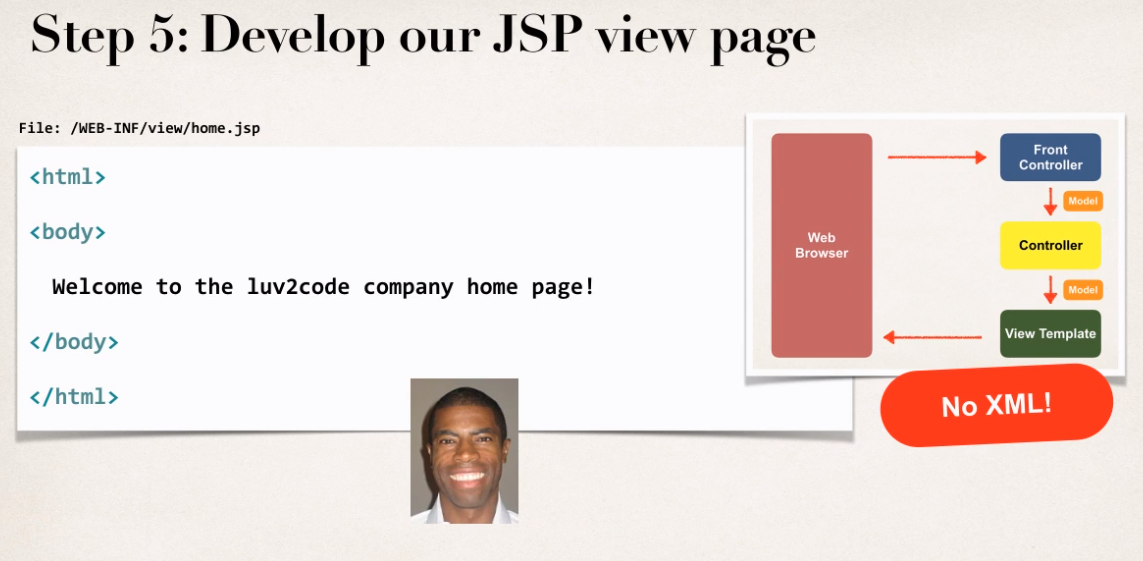 Step 5: Develop our JSP view page
File: /WEB-INF/view/home.jsp
<html>
<body>
Welcome to the luv2code company home page!
</body>
</html>
Web
Browser
Front
Controller
Model
Controller
Model
View Template
No XML!